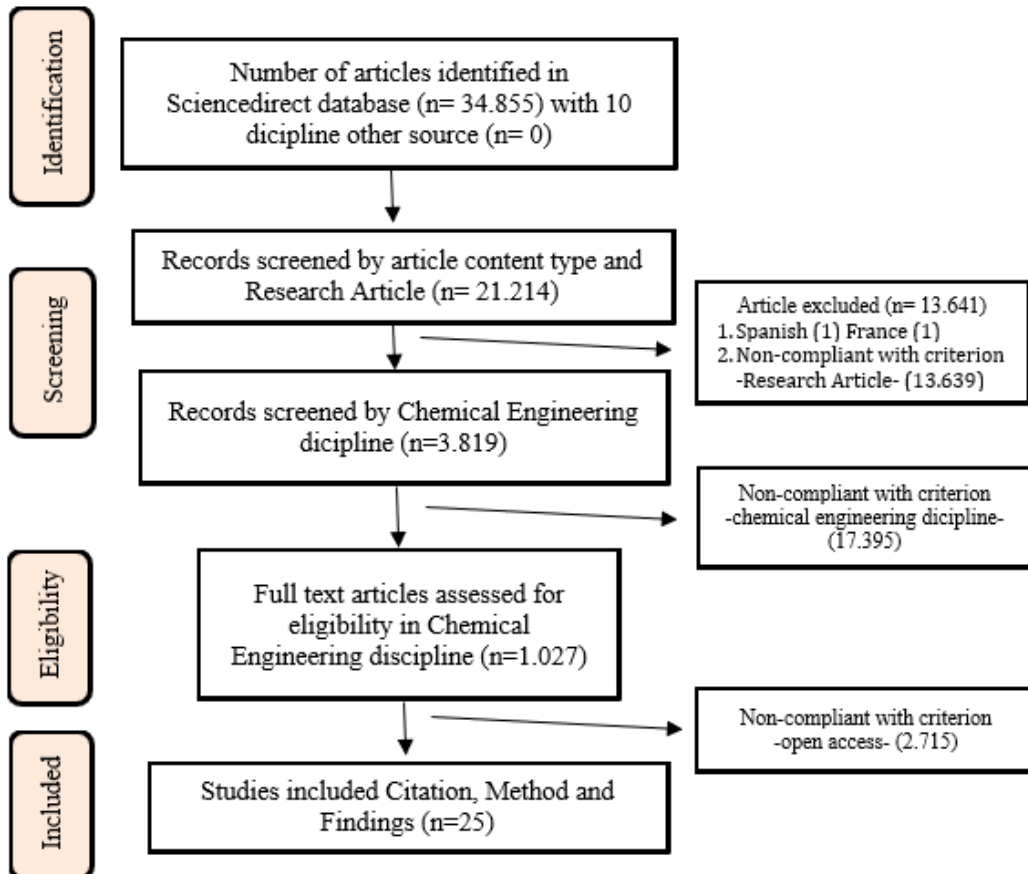 Identification
Number of articles identified in
Sciencedirect database (n= 34.855) with 10
dicipline other source (n= 0)
Screening
Records screened by article content type and
Research Article (n= 21.214)
Article excluded (n= 13.641)
1. Spanish (1) France (1)
2. Non-compliant with criterion
-Research Article- (13.639)
Records screened by Chemical Engineering
dicipline (n=3.819)
Non-compliant with criterion
-chemical engineering dicipline-
(17.395)
Eligibility
Full text articles assessed for
eligibility in Chemical
Engineering discipline (n=1.027)
Non-compliant with criterion
-open access- (2.715)
Included
Studies included Citation, Method and
Findings (n=25)